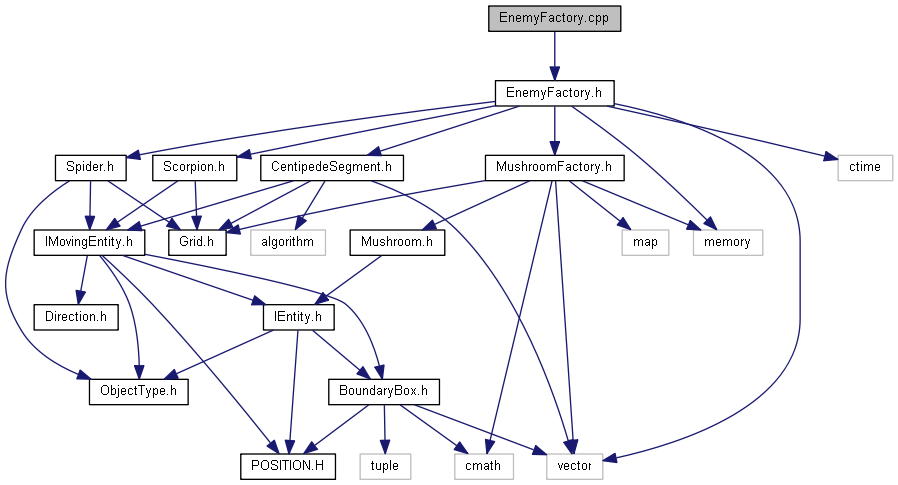 EnemyFactory.cpp
EnemyFactory.h
Spider.h
Scorpion.h
CentipedeSegment.h
MushroomFactory.h
ctime
IMovingEntity.h
Grid.h
algorithm
Mushroom.h
map
memory
Direction.h
IEntity.h
ObjectType.h
BoundaryBox.h
POSITION.H
tuple
cmath
vector